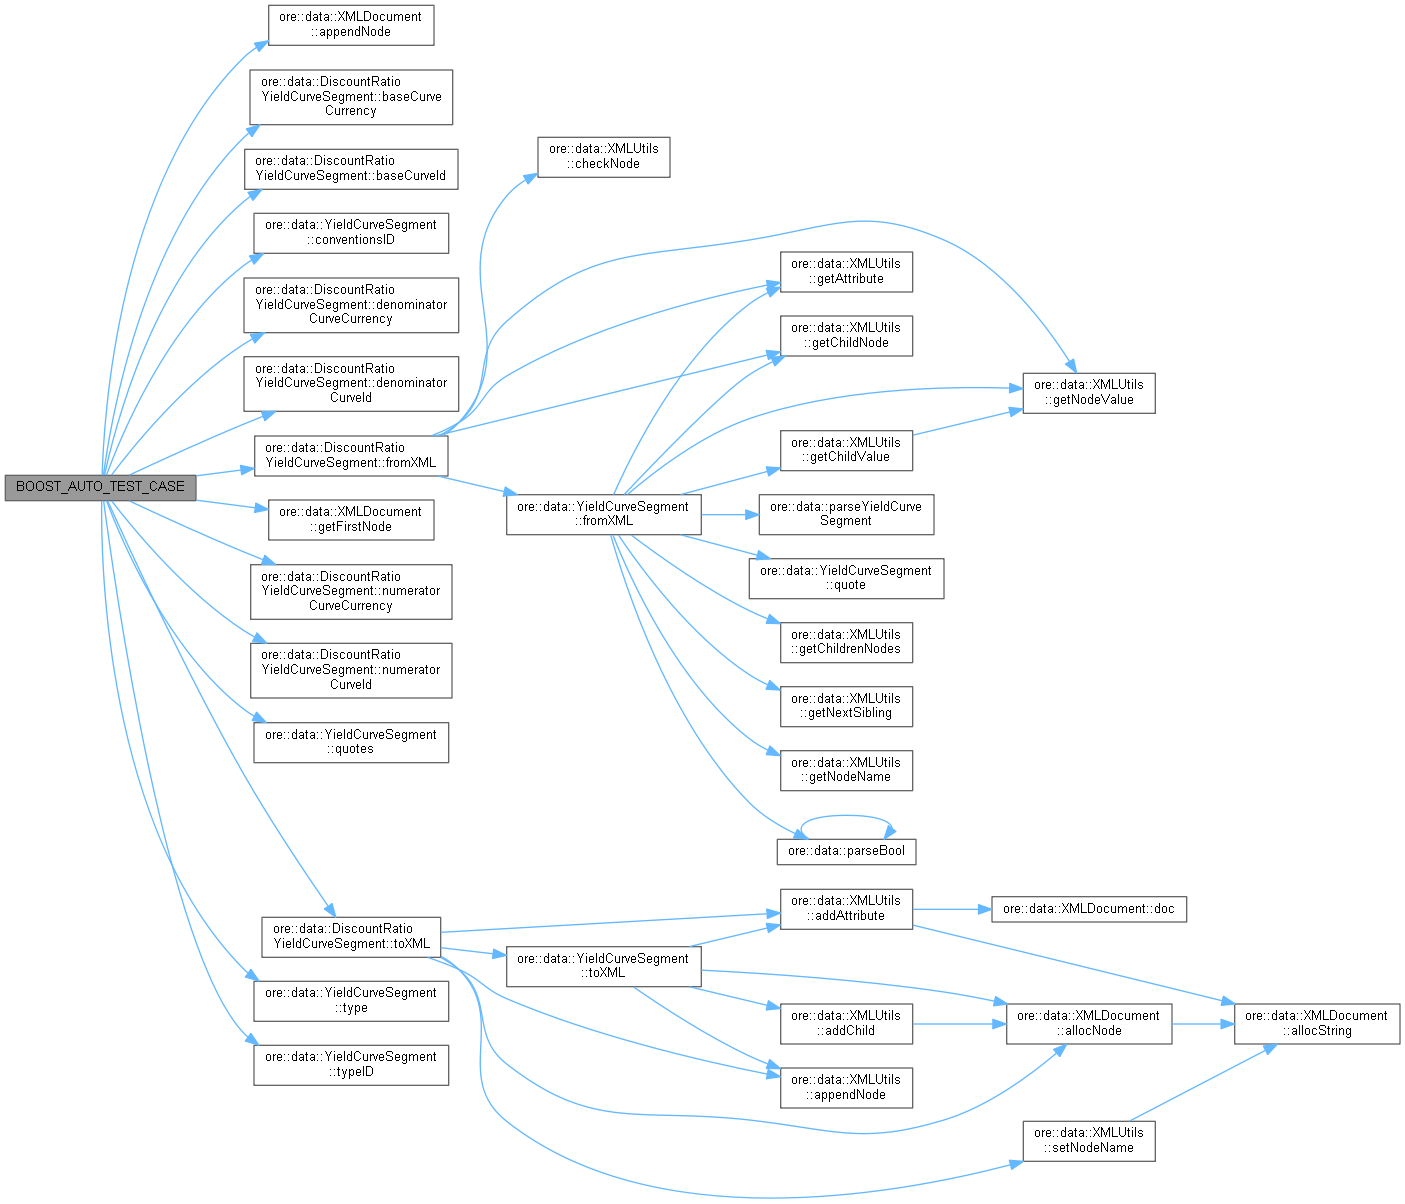 BOOST_AUTO_TEST_CASE
ore::data::XMLDocument
::appendNode
ore::data::DiscountRatio
YieldCurveSegment::baseCurve
Currency
ore::data::DiscountRatio
YieldCurveSegment::baseCurveId
ore::data::YieldCurveSegment
::conventionsID
ore::data::DiscountRatio
YieldCurveSegment::denominator
CurveCurrency
ore::data::DiscountRatio
YieldCurveSegment::denominator
CurveId
ore::data::DiscountRatio
YieldCurveSegment::fromXML
ore::data::XMLDocument
::getFirstNode
ore::data::DiscountRatio
YieldCurveSegment::numerator
CurveCurrency
ore::data::DiscountRatio
YieldCurveSegment::numerator
CurveId
ore::data::YieldCurveSegment
::quotes
ore::data::DiscountRatio
YieldCurveSegment::toXML
ore::data::YieldCurveSegment
::type
ore::data::YieldCurveSegment
::typeID
ore::data::XMLUtils
::checkNode
ore::data::YieldCurveSegment
::fromXML
ore::data::YieldCurveSegment
::toXML
ore::data::XMLUtils
::getAttribute
ore::data::XMLUtils
::getChildNode
ore::data::XMLUtils
::getChildValue
ore::data::parseYieldCurve
Segment
ore::data::YieldCurveSegment
::quote
ore::data::XMLUtils
::getChildrenNodes
ore::data::XMLUtils
::getNextSibling
ore::data::XMLUtils
::getNodeName
ore::data::parseBool
ore::data::XMLUtils
::addAttribute
ore::data::XMLUtils
::addChild
ore::data::XMLUtils
::appendNode
ore::data::XMLUtils
::getNodeValue
ore::data::XMLDocument::doc
ore::data::XMLDocument
::allocNode
ore::data::XMLUtils
::setNodeName
ore::data::XMLDocument
::allocString